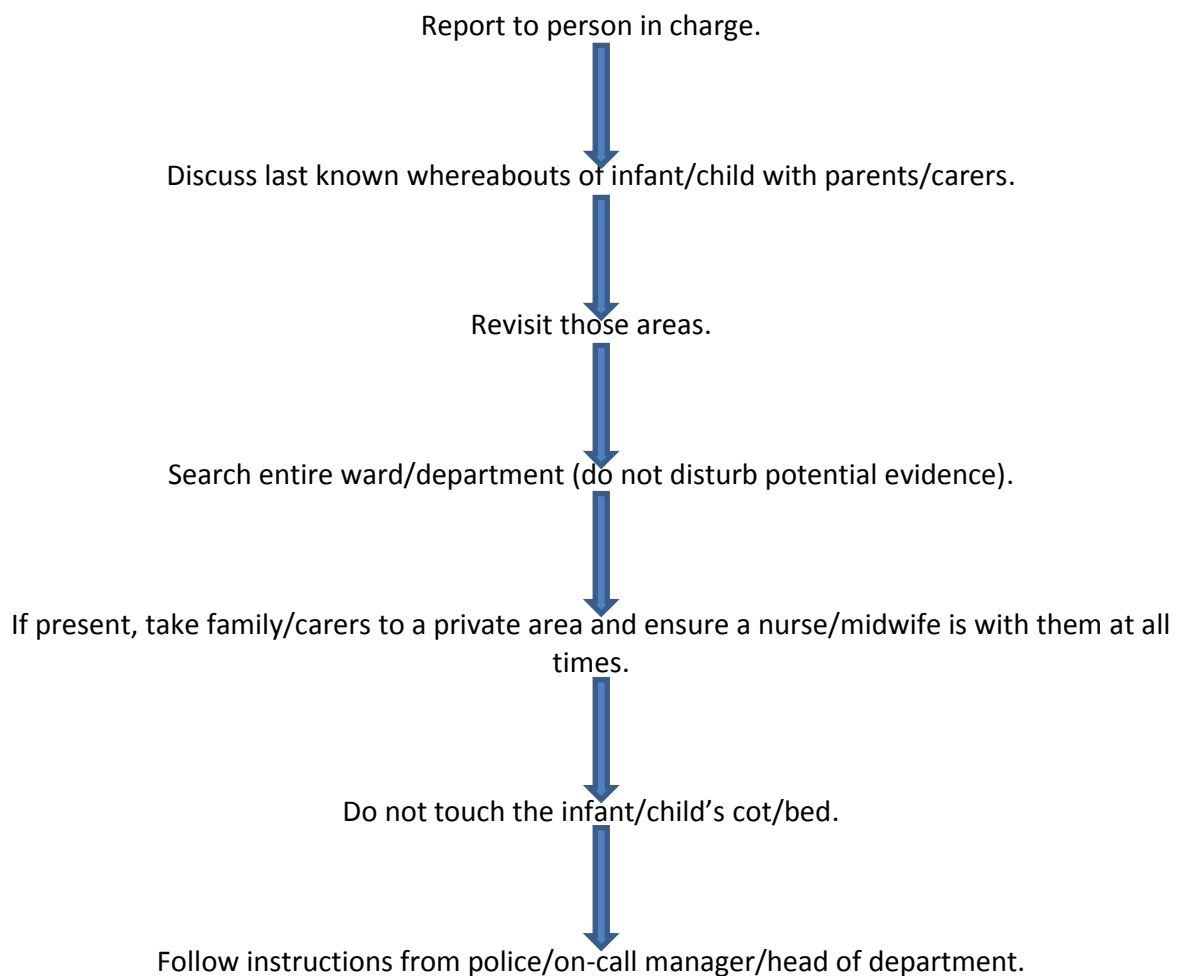 Report to person in charge.
Discuss last known whereabouts of infant/child with parents/carers.
Revisit those areas.
Search entire ward/department (do not disturb potential evidence).
If present, take family/carers to a private area and ensure a nurse/midwife is with them at all
times.
Do not touch the infant/child’s cot/bed.
Follow instructions from police/on-call manager/head of department.